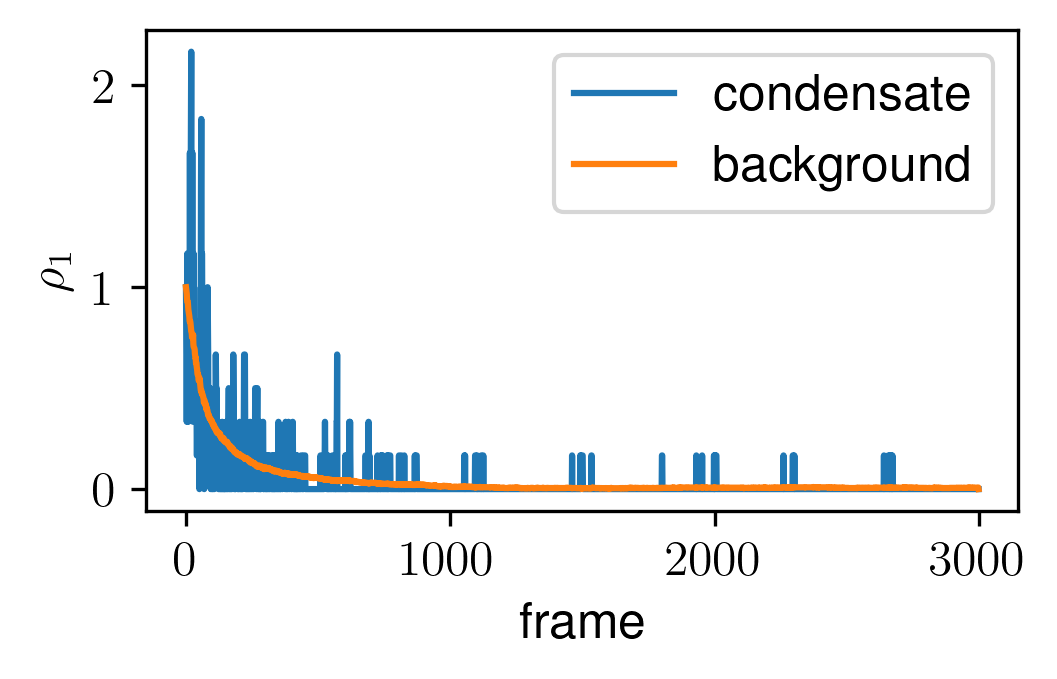 condensate
background
2
1
0
ρ₁
0 1000 2000 3000
frame